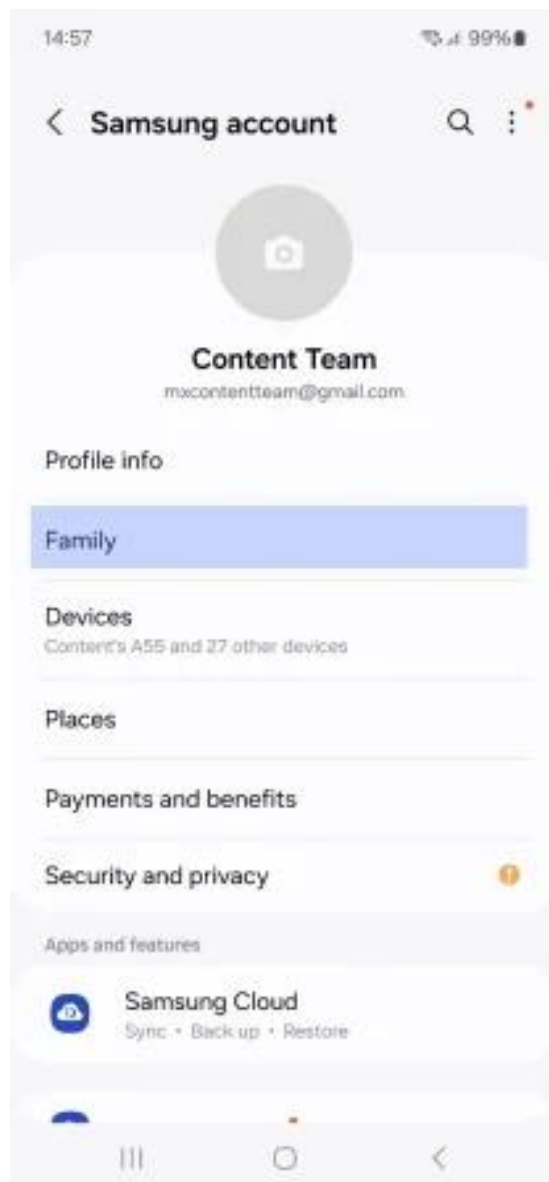 14:57
99%
Samsung account
Content Team
mxcontentteam@gmail.com
Profile info
Family
Devices
Content's A55 and 27 other devices
Places
Payments and benefits
Security and privacy
Apps and features
Samsung Cloud
Sync • Back up • Restore